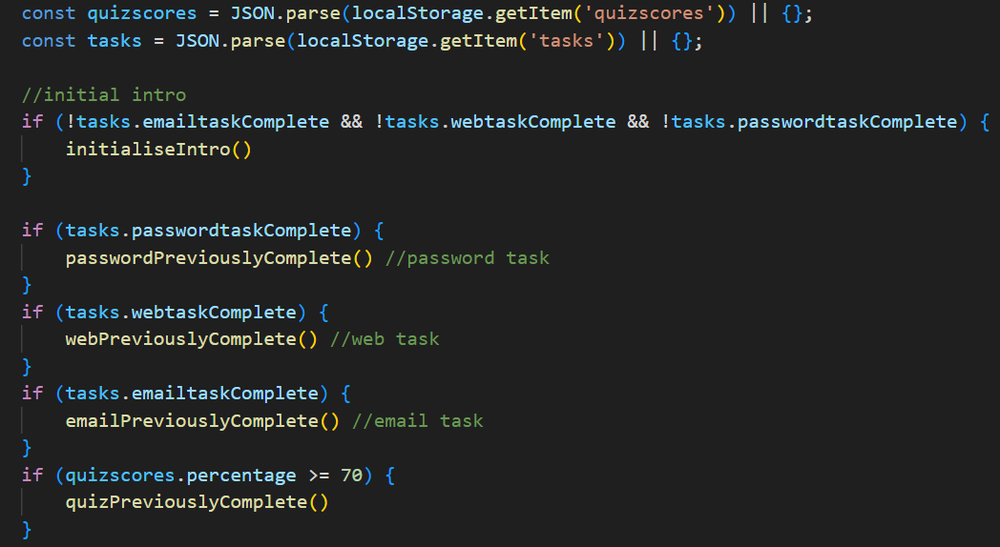 const quizscores = JSON.parse(localStorage.getItem('quizscores')) || {};
const tasks = JSON.parse(localStorage.getItem('tasks')) || {};

//initial intro
if (!tasks.emailtaskComplete && !tasks.webtaskComplete && !tasks.passwordtaskComplete) {
    initialiseIntro()
}

if (tasks.passwordtaskComplete) {
    passwordPreviouslyComplete() //password task
}
if (tasks.webtaskComplete) {
    webPreviouslyComplete() //web task
}
if (tasks.emailtaskComplete) {
    emailPreviouslyComplete() //email task
}
if (quizscores.percentage >= 70) {
    quizPreviouslyComplete()
}